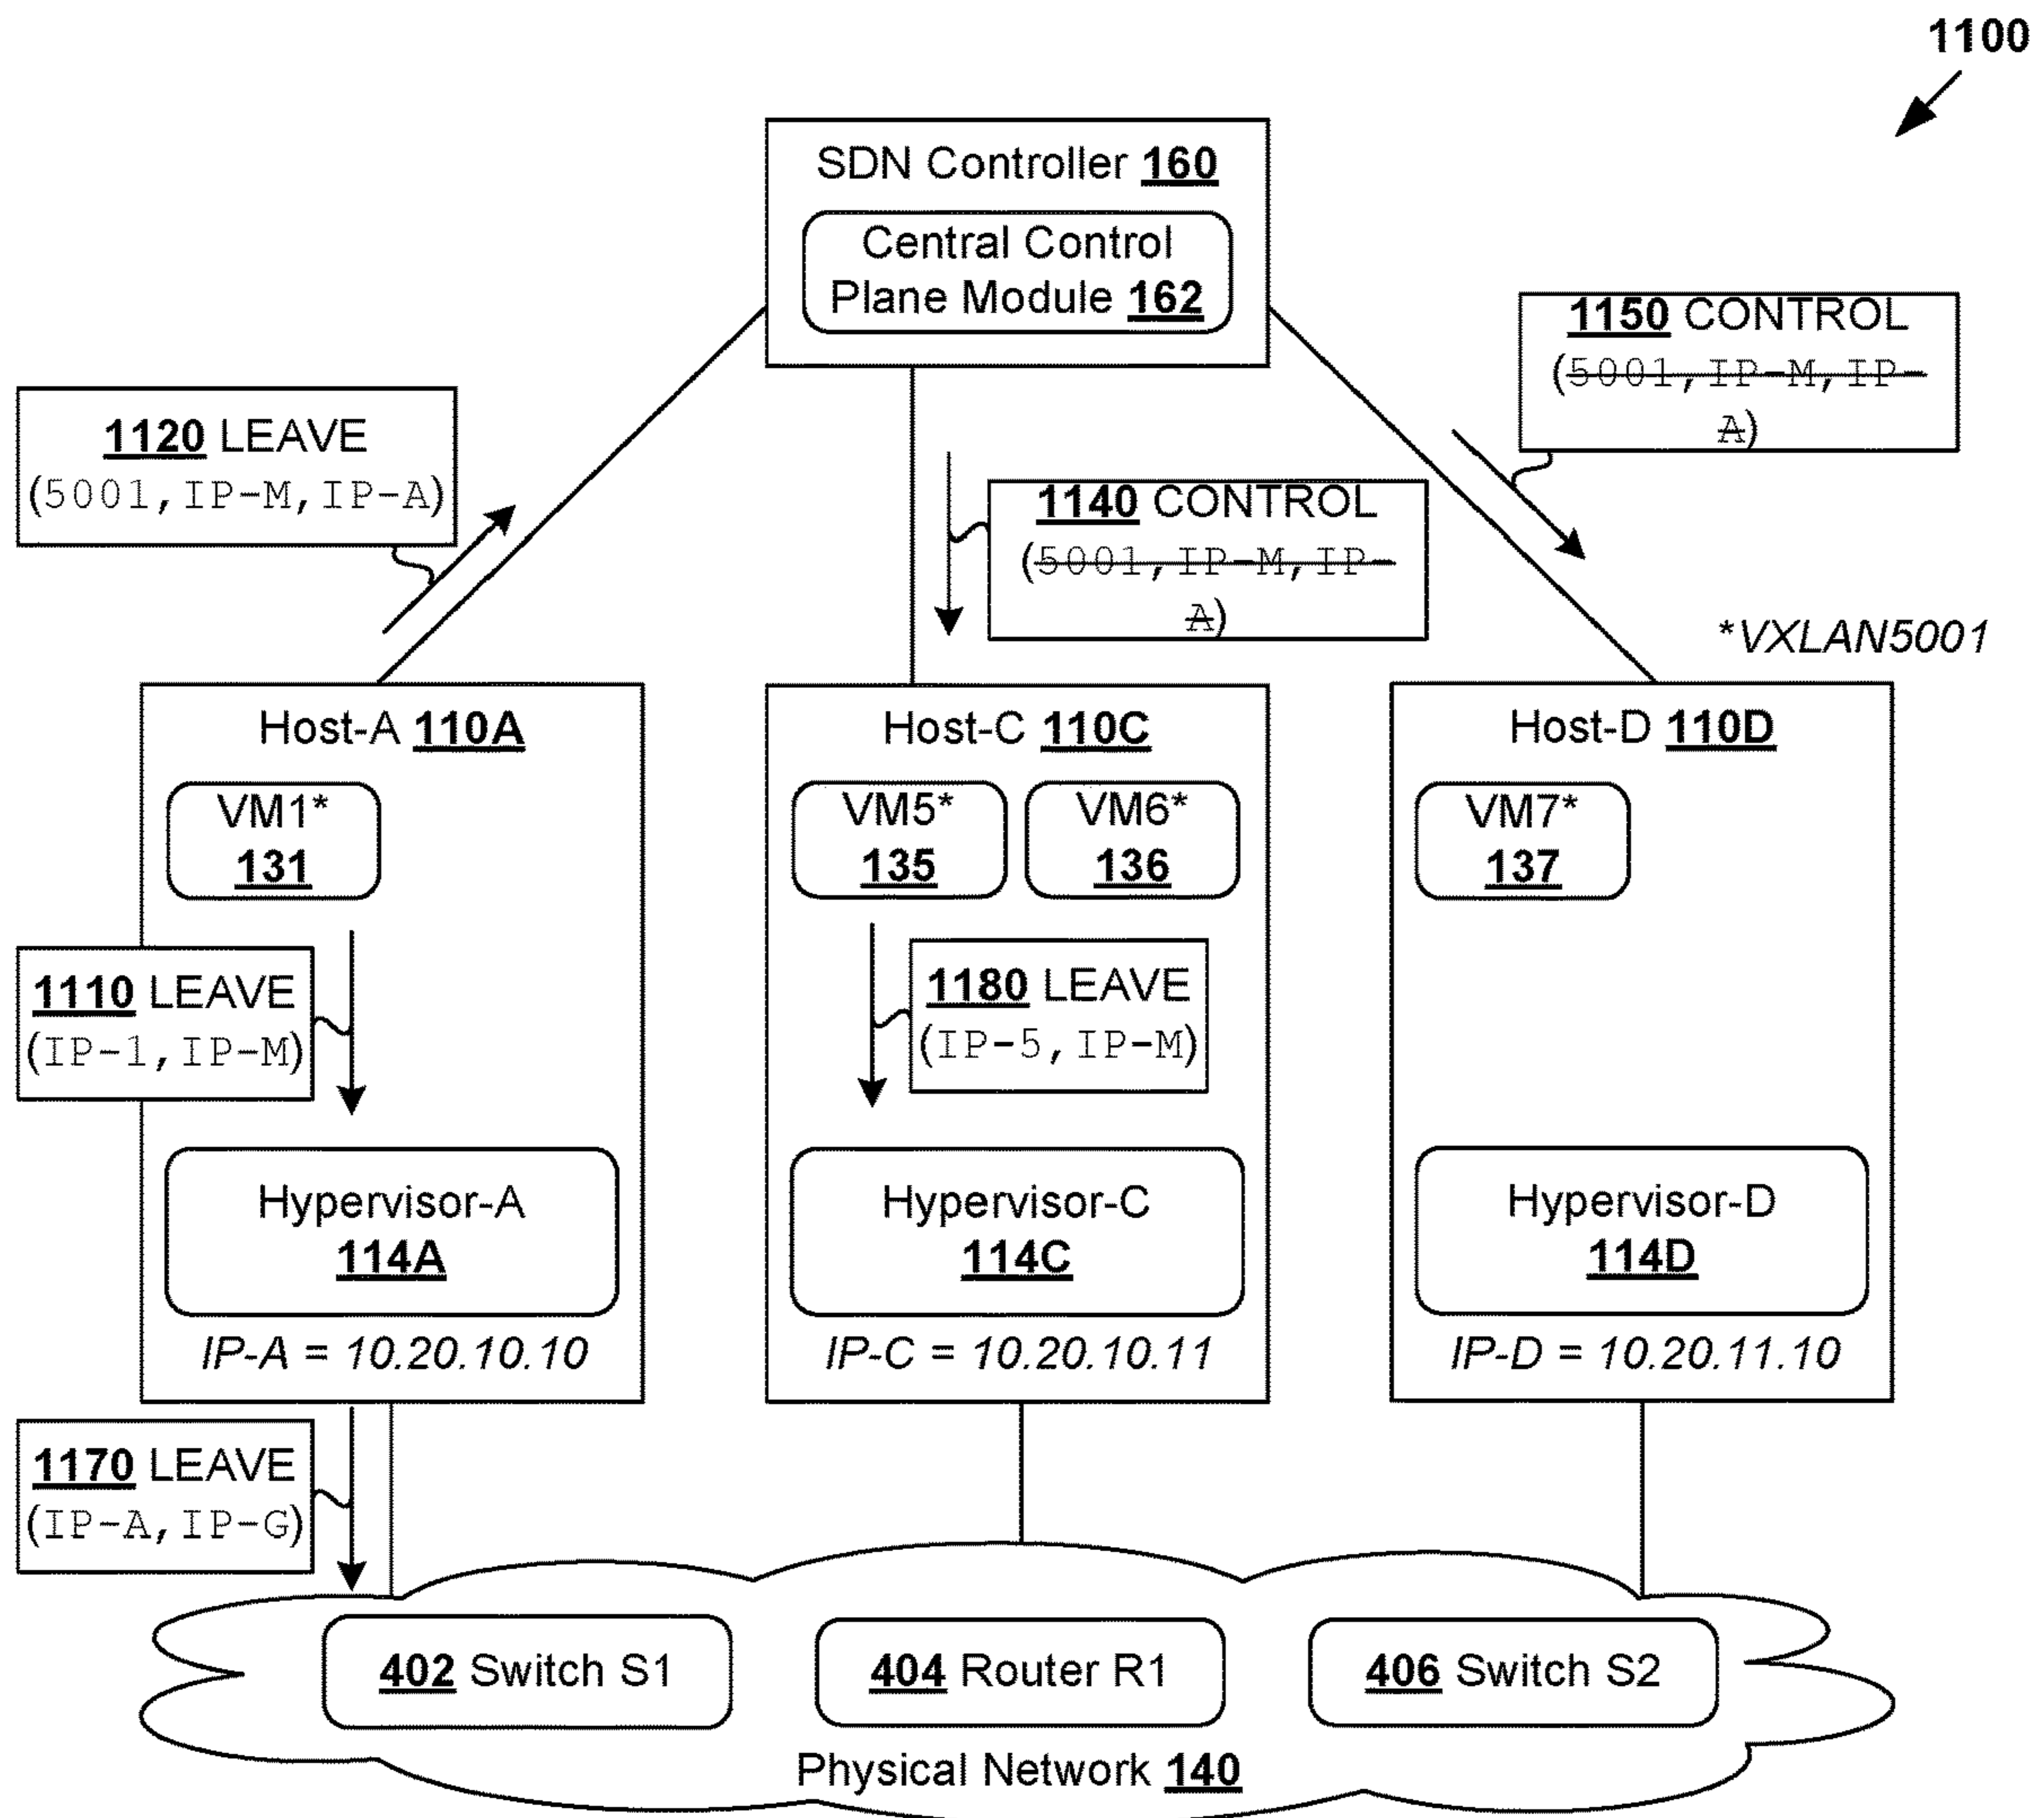 1100
SDN Controller 160
Central Control
Plane Module 162
1150 CONTROL
(5001, IP-M, IP-
A)
1120 LEAVE
(5001, IP-M, IP-A)
1140 CONTROL
(5001, IP-M, IP-
A)
*VXLAN5001
Host-A 110A
VM1*
131
1110 LEAVE
(IP-1, IP-M)
Hypervisor-A
114A
IP-A = 10.20.10.10
Host-C 110C
VM5*
135
VM6*
136
1180 LEAVE
(IP-5, IP-M)
Hypervisor-C
114C
IP-C = 10.20.10.11
Host-D 110D
VM7*
137
Hypervisor-D
114D
IP-D = 10.20.11.10
1170 LEAVE
(IP-A, IP-G)
402 Switch S1
404 Router R1
406 Switch S2
Physical Network 140